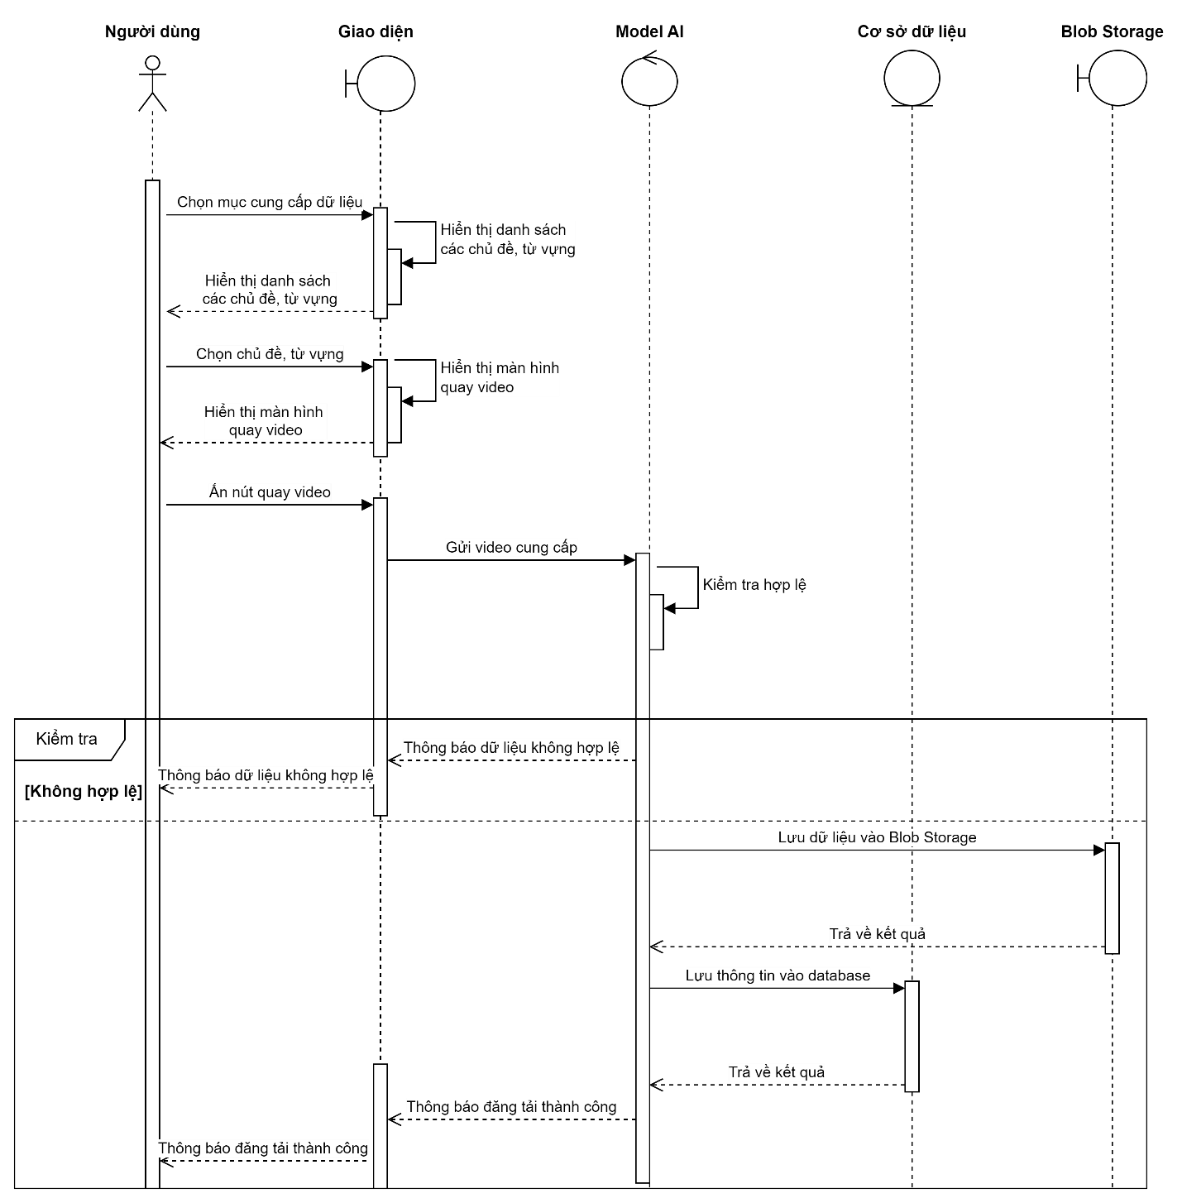 Người dùng
Giao diện
Model AI
Cơ sở dữ liệu
Blob Storage
Chọn mục cung cấp dữ liệu
Hiển thị danh sách
các chủ đề, từ vựng
Hiển thị danh sách
các chủ đề, từ vựng
Chọn chủ đề, từ vựng
Hiển thị màn hình
quay video
Hiển thị màn hình
quay video
Ấn nút quay video
Gửi video cung cấp
Kiểm tra hợp lệ
Kiểm tra
Thông báo dữ liệu không hợp lệ
Thông báo dữ liệu không hợp lệ
[Không hợp lệ]
Lưu dữ liệu vào Blob Storage
Trả về kết quả
Lưu thông tin vào database
Trả về kết quả
Thông báo đăng tải thành công
Thông báo đăng tải thành công